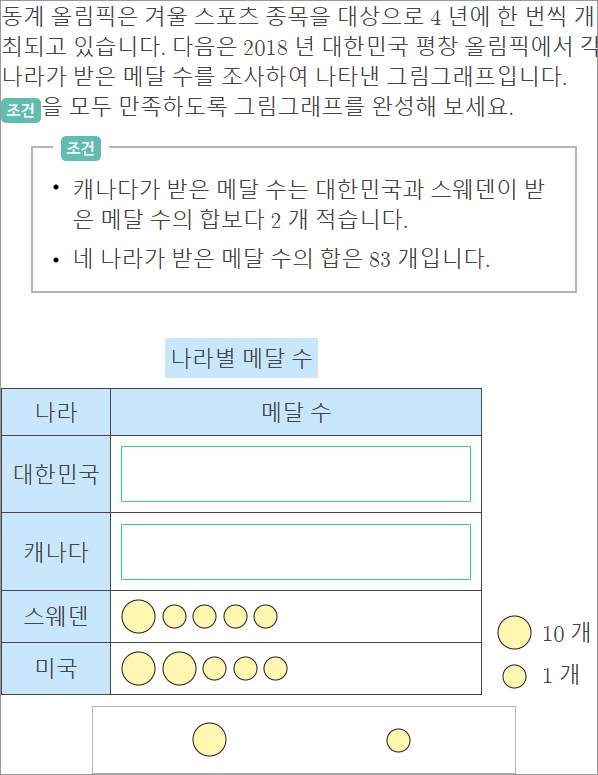 동계 올림픽은 겨울 스포츠 종목을 대상으로 4 년에 한 번씩 개
최되고 있습니다. 다음은 2018 년 대한민국 평창 올림픽에서 각
나라가 받은 메달 수를 조사하여 나타낸 그림그래프입니다.
조건을 모두 만족하도록 그림그래프를 완성해 보세요.
조건
• 캐나다가 받은 메달 수는 대한민국과 스웨덴이 받
은 메달 수의 합보다 2 개 적습니다.
• 네 나라가 받은 메달 수의 합은 83 개입니다.
나라별 메달 수
나라 메달 수
대한민국
캐나다
스웨덴
미국
10 개
1 개